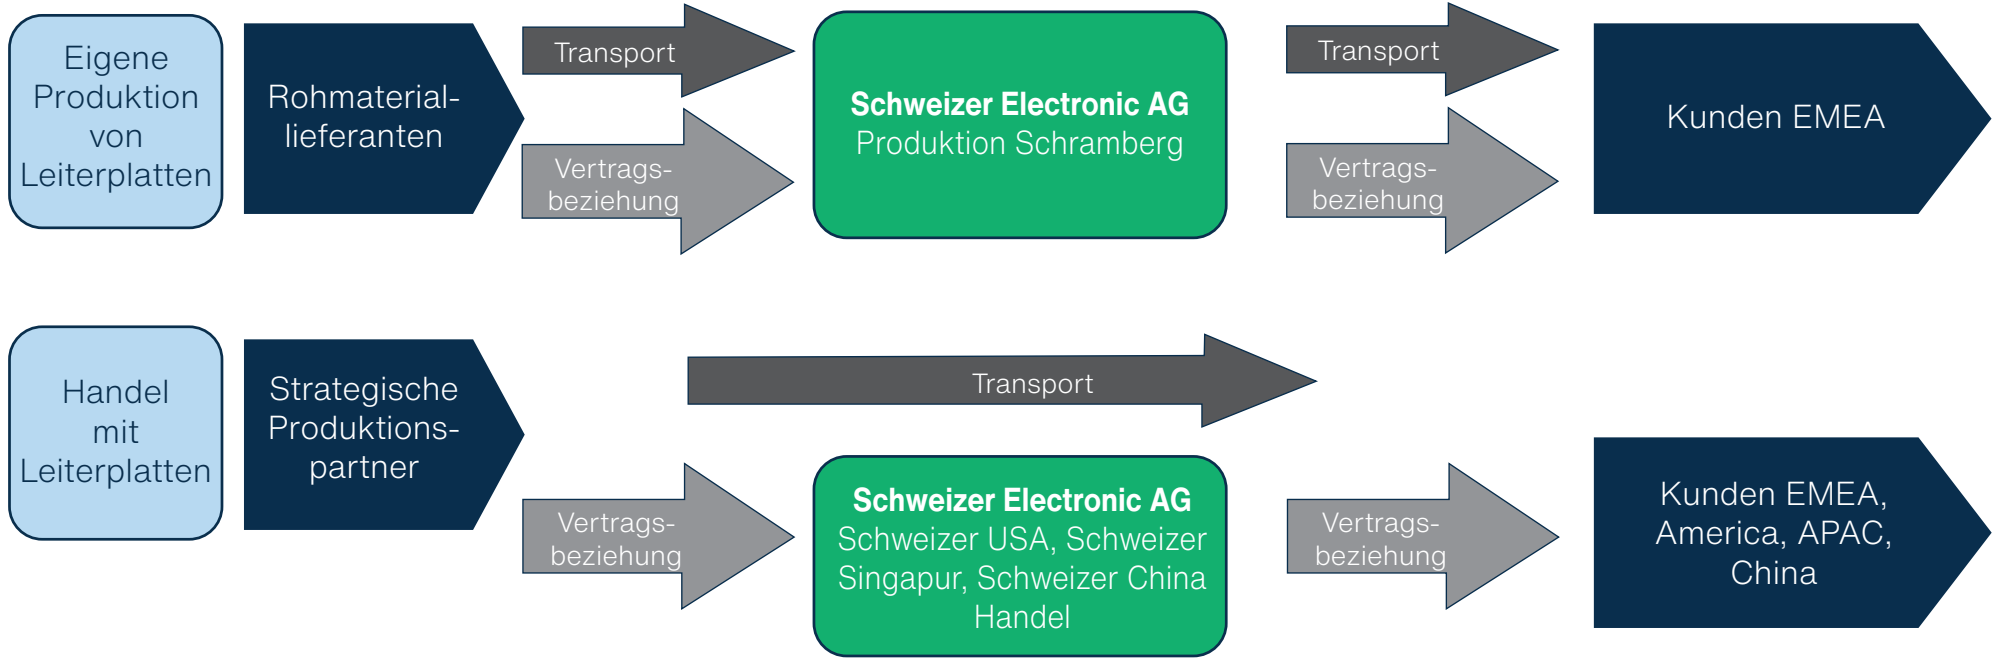 Eigene
Produktion
von
Leiterplatten
Rohmaterial-
lieferanten
Transport
Vertrags-
beziehung
Schweizer Electronic AG
Produktion Schramberg
Transport
Vertrags-
beziehung
Kunden EMEA
Handel
mit
Leiterplatten
Strategische
Produktions-
partner
Transport
Vertrags-
beziehung
Schweizer Electronic AG
Schweizer USA, Schweizer
Singapur, Schweizer China
Handel
Vertrags-
beziehung
Kunden EMEA,
America, APAC,
China